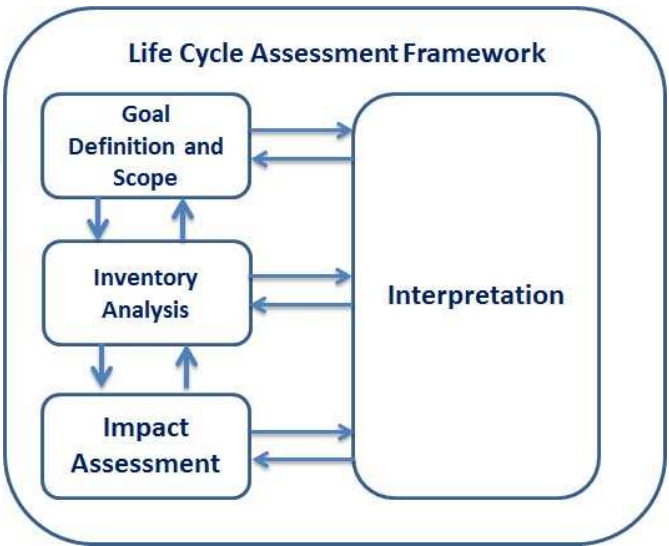 Life Cycle Assessment Framework
Goal
Definition and
Scope
Inventory
Analysis
Impact
Assessment
Interpretation